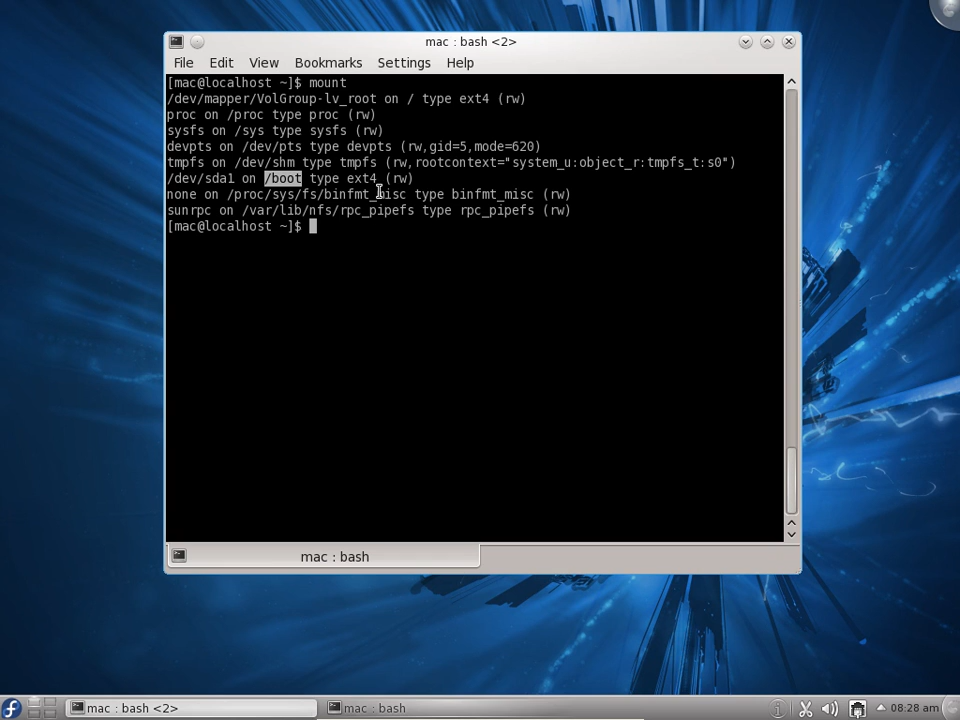 mac : bash <2>
File Edit View Bookmarks Settings Help
[mac@localhost ~]$ mount
/dev/mapper/VolGroup-lv_root on / type ext4 (rw)
proc on /proc type proc (rw)
sysfs on /sys type sysfs (rw)
devpts on /dev/pts type devpts (rw,gid=5,mode=620)
tmpfs on /dev/shm type tmpfs (rw,rootcontext="system_u:object_r:tmpfs_t:s0")
/dev/sda1 on /boot type ext4 (rw)
none on /proc/sys/fs/binfmt_misc type binfmt_misc (rw)
sunrpc on /var/lib/nfs/rpc_pipefs type rpc_pipefs (rw)
[mac@localhost ~]$
mac : bash
mac : bash <2> mac : bash 08:28 am